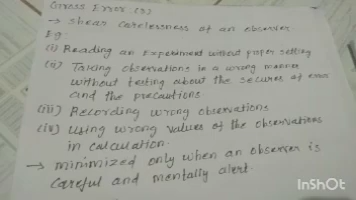 Gross Error (s)
→ Shear Carelessness of an observer
Eg:
(i) Reading an Experiment without proper setting
(ii) Taking observations in a wrong manner
without testing about the secures of error
and the precautions.
(iii) Recording wrong observations
(iv) Using wrong values of the observations
in calculation.
→ minimized only when an observer is
careful and mentally alert.
InShOt